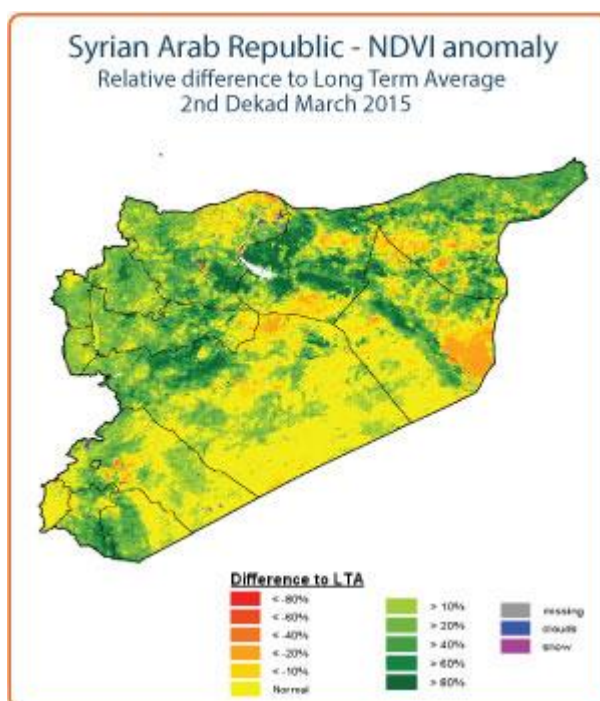 Syrian Arab Republic - NDVI anomaly
Relative difference to Long Term Average
2nd Dekad March 2015
Difference to LTA
< -80%
< -60%
< -40%
< -20%
< -10%
Normal
> 10%
> 20%
> 40%
> 60%
> 80%
missing
clouds
snow